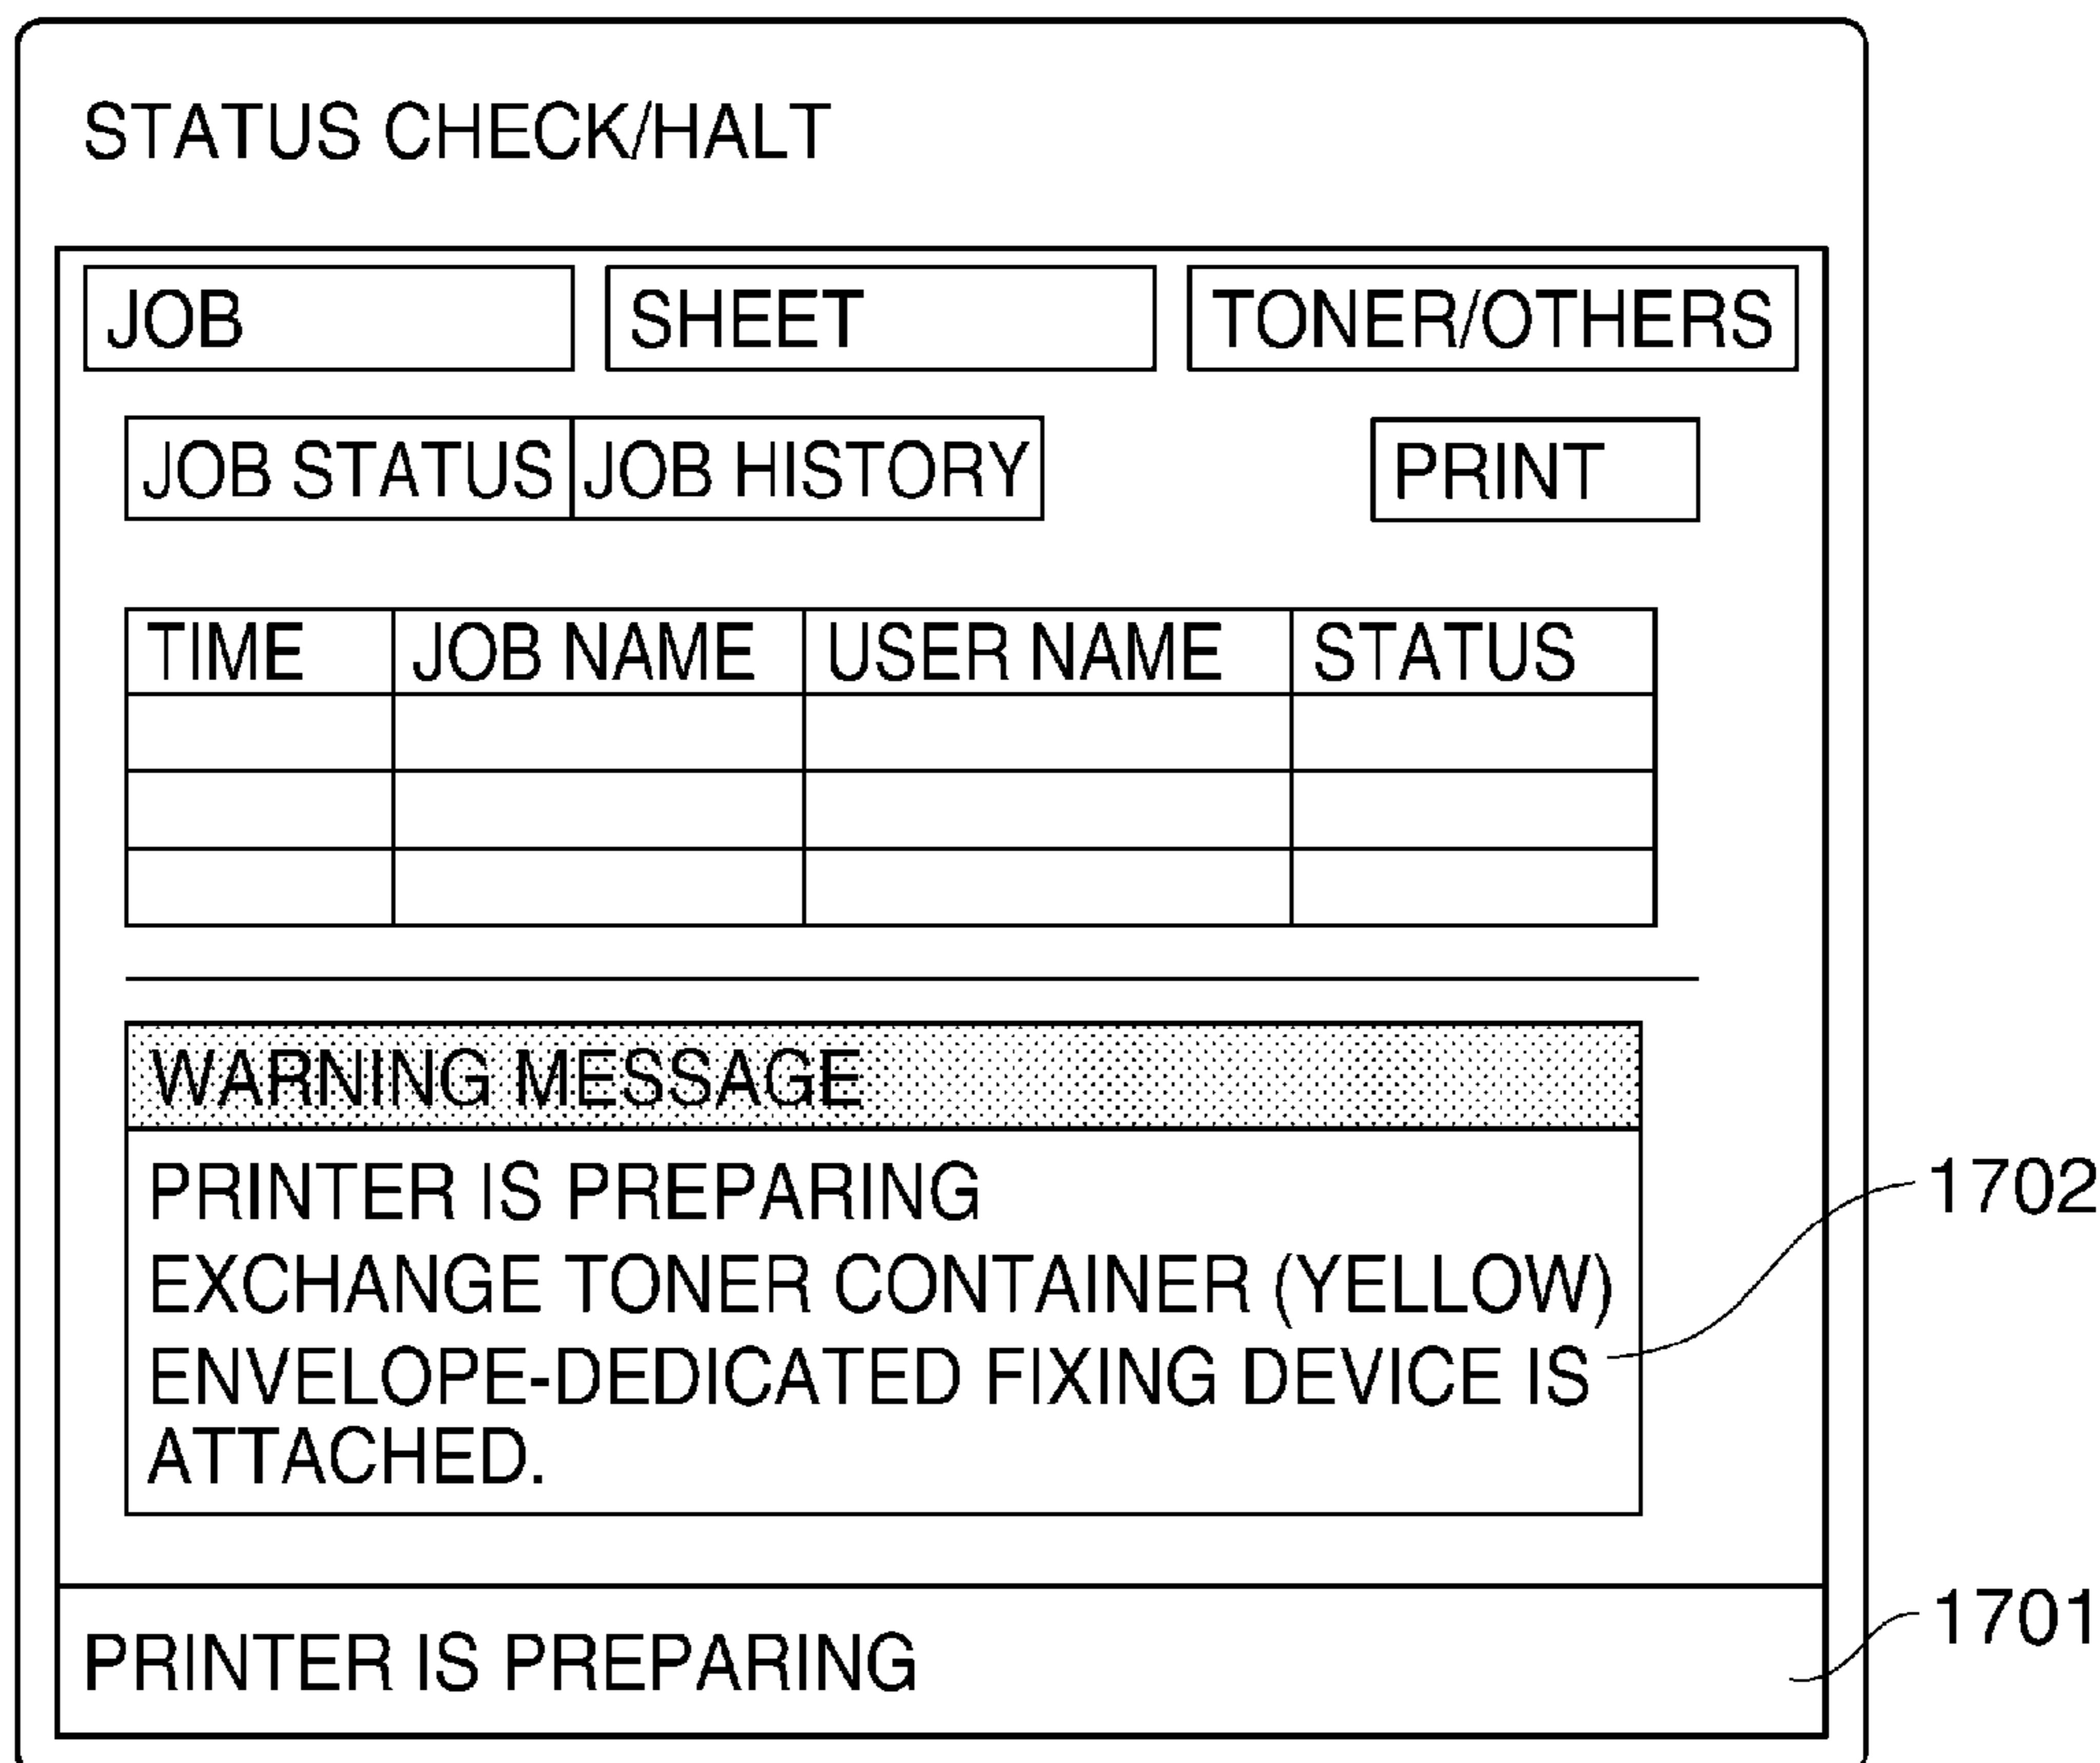 STATUS CHECK/HALT
JOB SHEET TONER/OTHERS
JOB STATUS JOB HISTORY PRINT
TIME JOB NAME USER NAME STATUS
WARNING MESSAGE
PRINTER IS PREPARING
EXCHANGE TONER CONTAINER (YELLOW)
ENVELOPE-DEDICATED FIXING DEVICE IS
ATTACHED.
1702
PRINTER IS PREPARING
1701